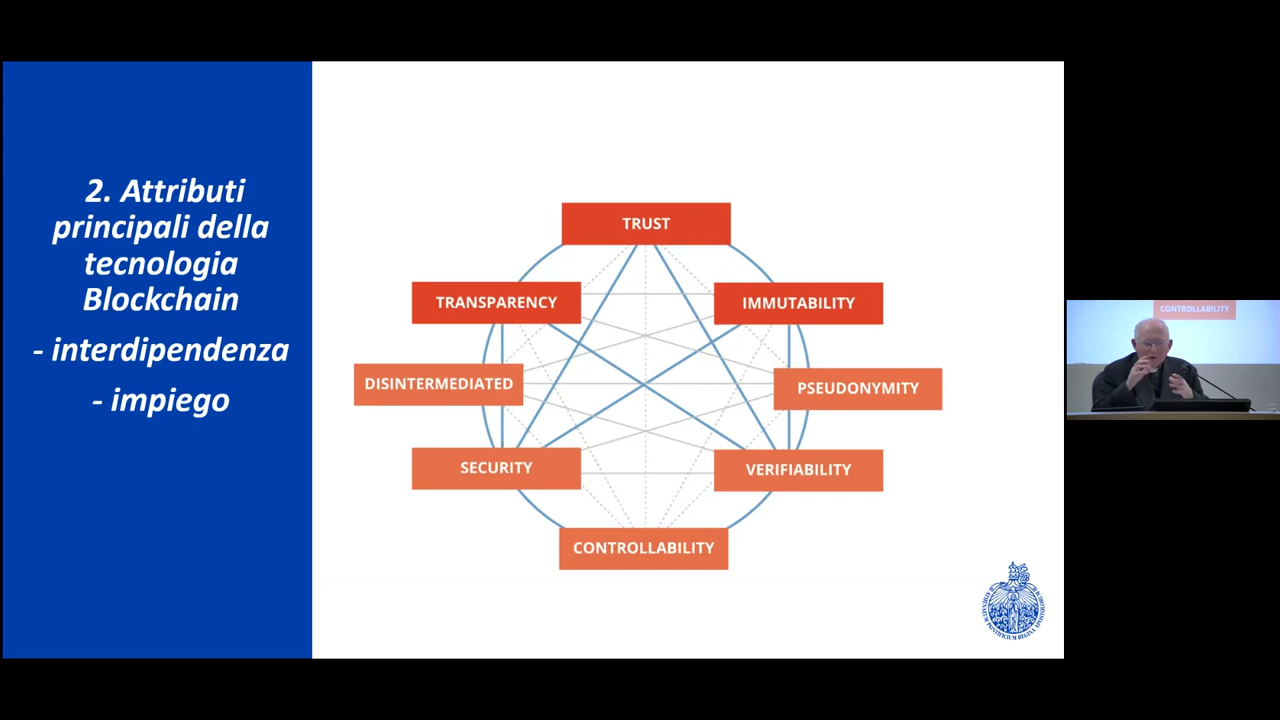 2. Attributi
principali della
tecnologia
Blockchain
- interdipendenza
- impiego
TRUST
TRANSPARENCY
IMMUTABILITY
DISINTERMEDIATED
PSEUDONYMITY
SECURITY
VERIFIABILITY
CONTROLLABILITY
CONTROLLABILITY